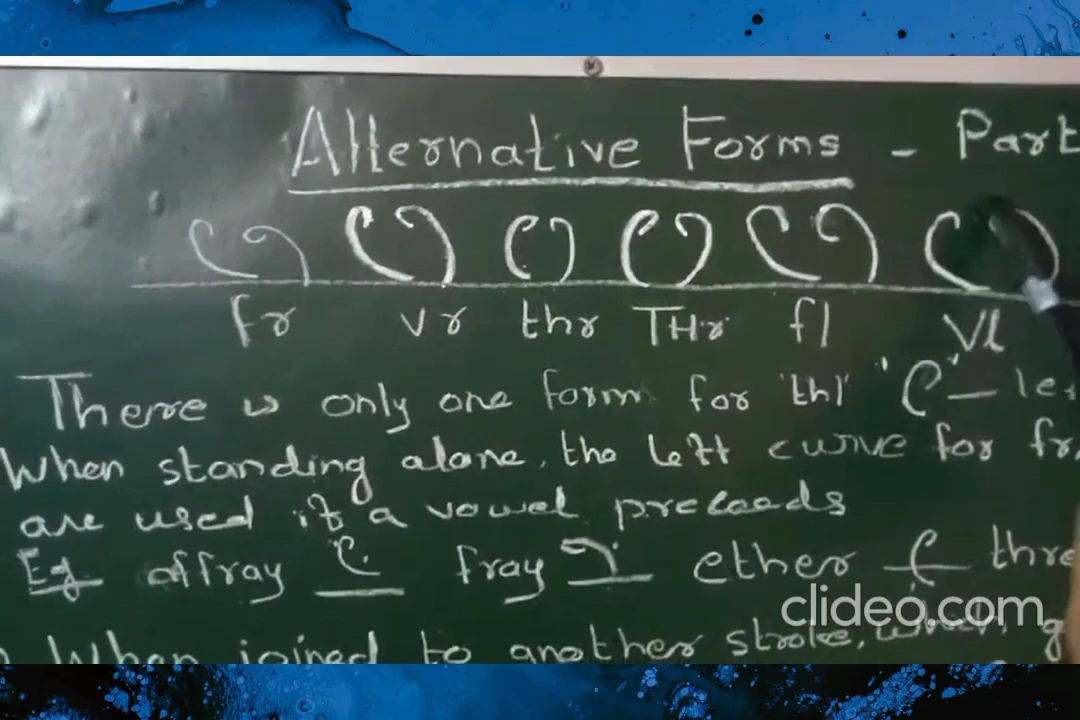 Alternative Forms - Part
fr vr thr THr fl Vl
There is only one form for 'thl' " " — lef
When standing alone, the left curve for fr,
are used if a vowel preceeds
Eg affray fray ether thre
clideo.com
When joined to another stroke, which g